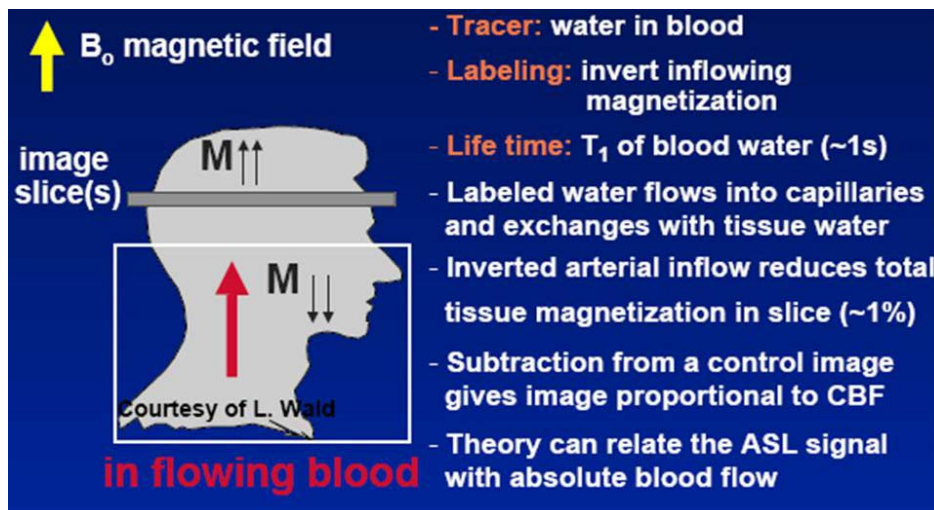 B₀ magnetic field
image
slice(s)
M
M
Courtesy of L. Wald
in flowing blood
- Tracer: water in blood
- Labeling: invert inflowing
magnetization
- Life time: T₁ of blood water (~1s)
- Labeled water flows into capillaries
and exchanges with tissue water
- Inverted arterial inflow reduces total
tissue magnetization in slice (~1%)
- Subtraction from a control image
gives image proportional to CBF
- Theory can relate the ASL signal
with absolute blood flow